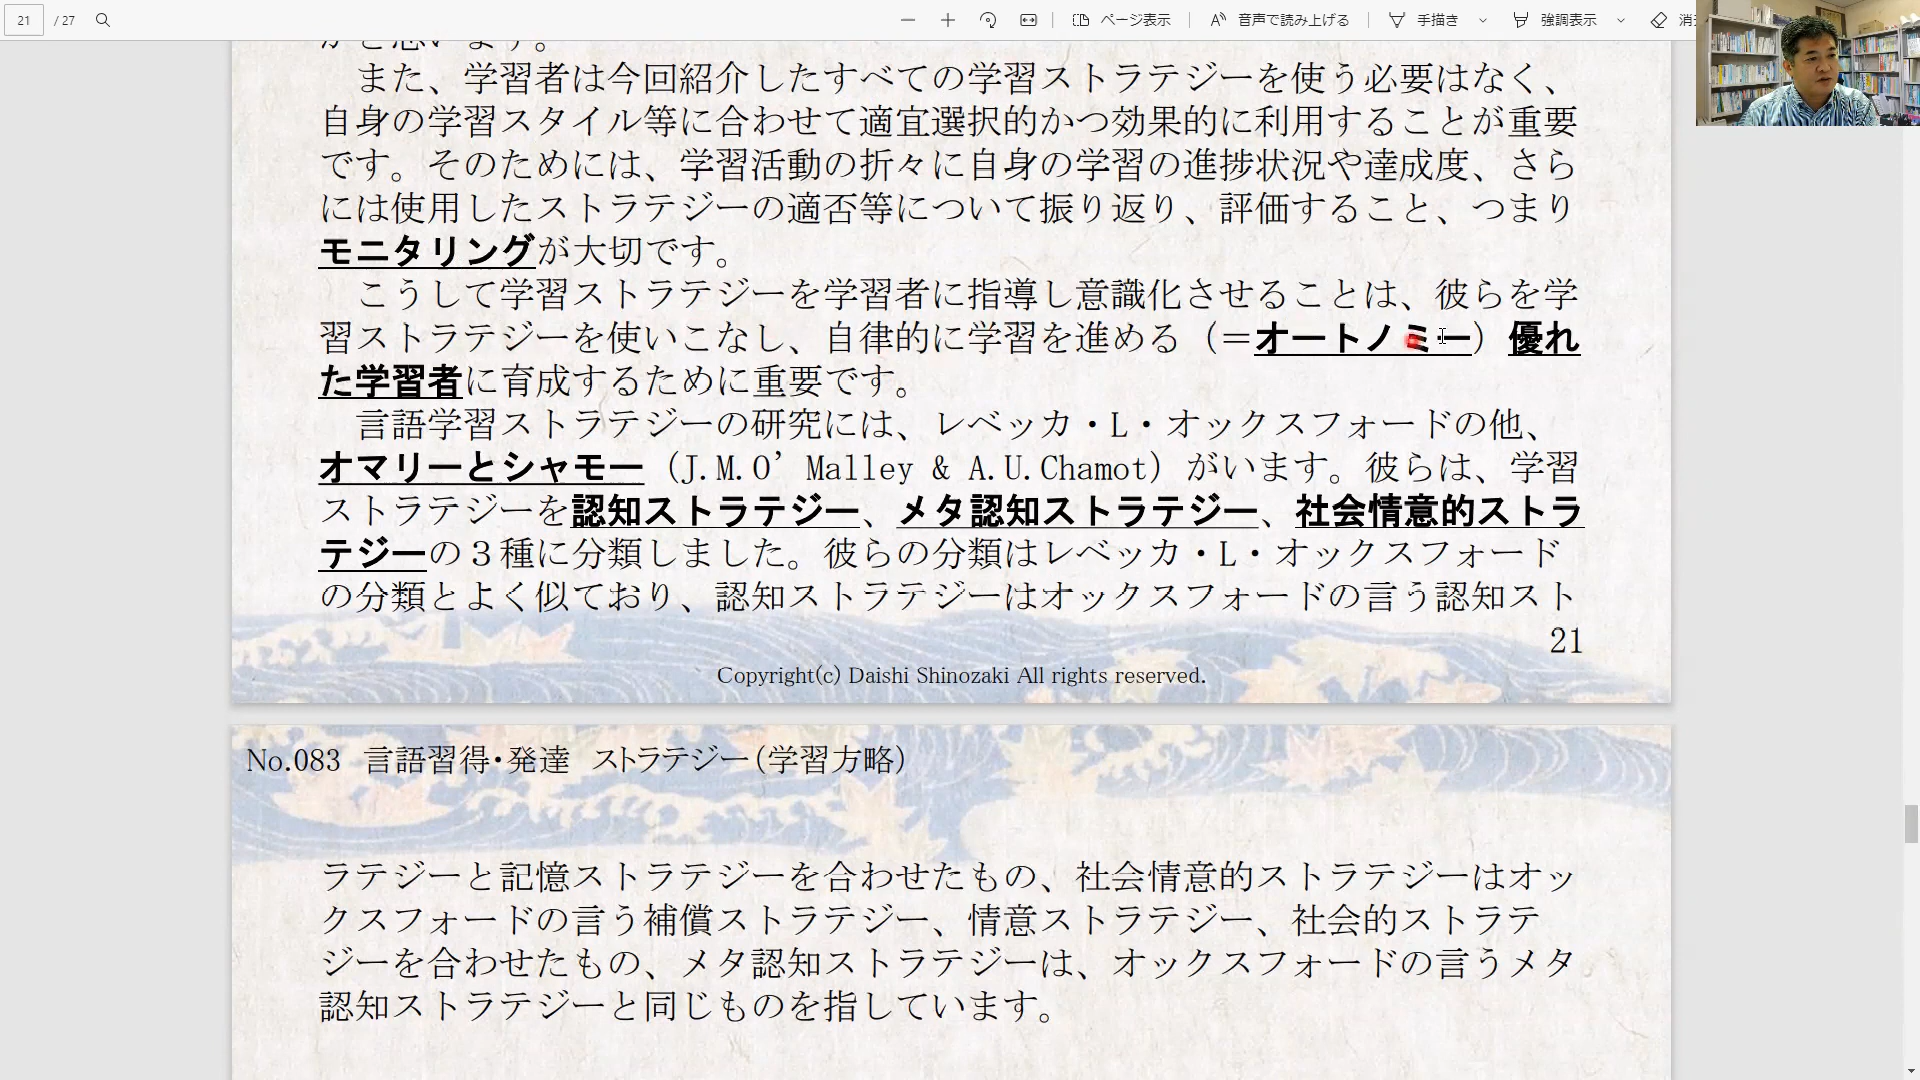 21 / 27 ページ表示 音声で読み上げる 手描き 強調表示
また、学習者は今回紹介したすべての学習ストラテジーを使う必要はなく、
自身の学習スタイル等に合わせて適宜選択的かつ効果的に利用することが重要
です。そのためには、学習活動の折々に自身の学習の進捗状況や達成度、さら
には使用したストラテジーの適否等について振り返り、評価すること、つまり
モニタリングが大切です。
こうして学習ストラテジーを学習者に指導し意識化させることは、彼らを学
習ストラテジーを使いこなし、自律的に学習を進める（＝オートノミー）優れ
た学習者に育成するために重要です。
言語学習ストラテジーの研究には、レベッカ・L・オックスフォードの他、
オマリーとシャモー（J.M.O’Malley & A.U.Chamot）がいます。彼らは、学習
ストラテジーを認知ストラテジー、メタ認知ストラテジー、社会情意的ストラ
テジーの３種に分類しました。彼らの分類はレベッカ・L・オックスフォード
の分類とよく似ており、認知ストラテジーはオックスフォードの言う認知スト
21
Copyright(c) Daishi Shinozaki All rights reserved.
No.083 言語習得・発達 ストラテジー（学習方略）
ラテジーと記憶ストラテジーを合わせたもの、社会情意的ストラテジーはオッ
クスフォードの言う補償ストラテジー、情意ストラテジー、社会的ストラテ
ジーを合わせたもの、メタ認知ストラテジーは、オックスフォードの言うメタ
認知ストラテジーと同じものを指しています。